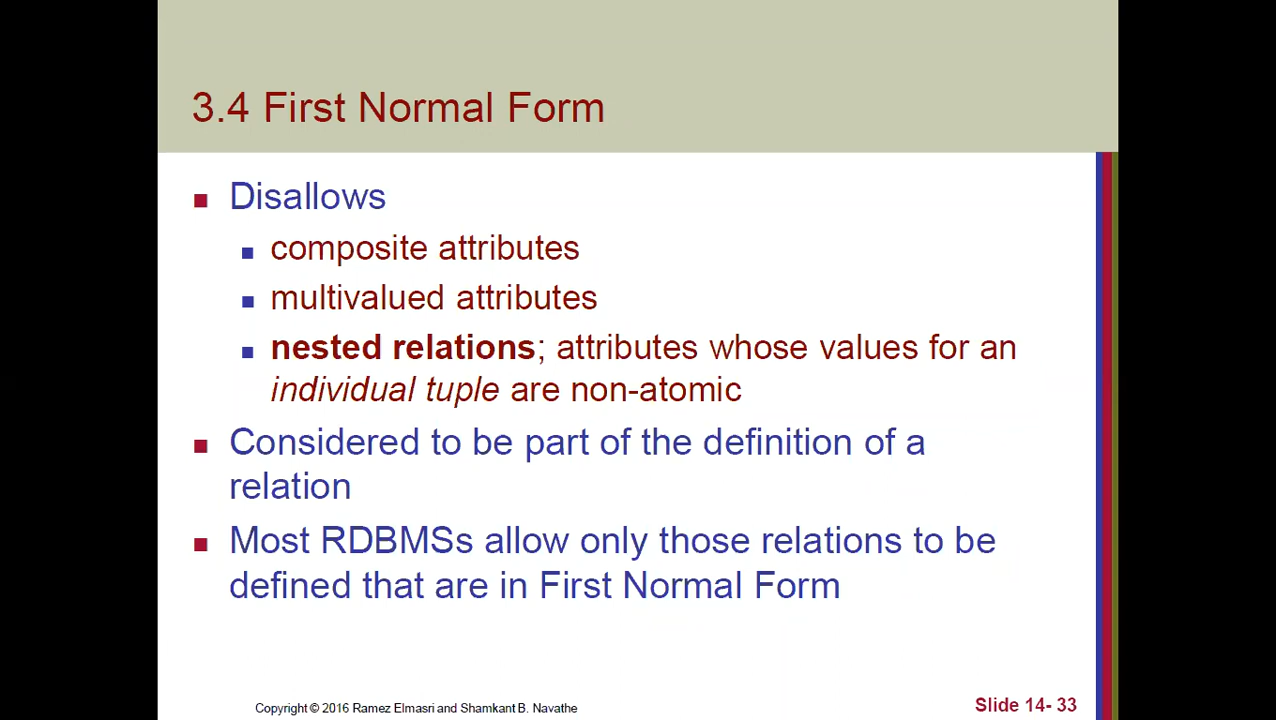 3.4 First Normal Form
Disallows
composite attributes
multivalued attributes
nested relations; attributes whose values for an
individual tuple are non-atomic
Considered to be part of the definition of a
relation
Most RDBMSs allow only those relations to be
defined that are in First Normal Form
Copyright © 2016 Ramez Elmasri and Shamkant B. Navathe
Slide 14- 33